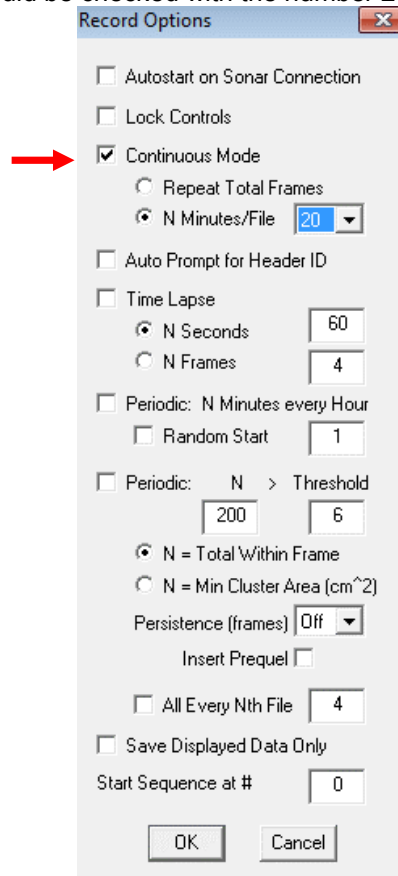 Record Options
Autostart on Sonar Connection
Lock Controls
Continuous Mode
Repeat Total Frames
N Minutes/File 20
Auto Prompt for Header ID
Time Lapse
N Seconds 60
N Frames 4
Periodic: N Minutes every Hour
Random Start 1
Periodic: N > Threshold
200 6
N = Total Within Frame
N = Min Cluster Area (cm^2)
Persistence (frames) Off
Insert Prequel
All Every Nth File 4
Save Displayed Data Only
Start Sequence at # 0
OK Cancel